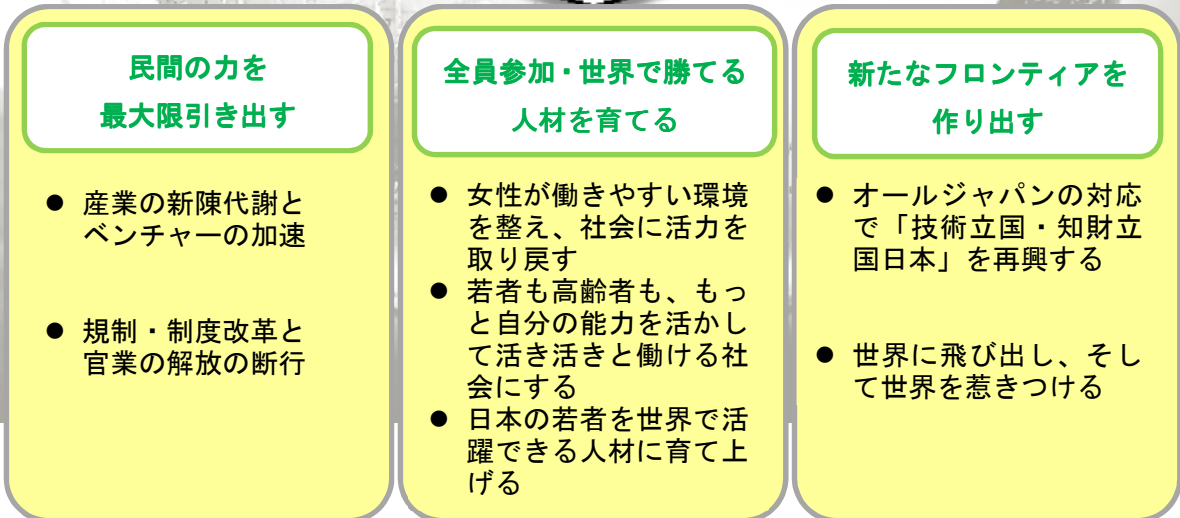 民間の力を
最大限引き出す
● 産業の新陳代謝と
ベンチャーの加速
● 規制・制度改革と
官業の解放の断行
全員参加・世界で勝てる
人材を育てる
● 女性が働きやすい環境
を整え、社会に活力を
取り戻す
● 若者も高齢者も、もっ
と自分の能力を活かし
て活き活きと働ける社
会にする
● 日本の若者を世界で活
躍できる人材に育て上
げる
新たなフロンティアを
作り出す
● オールジャパンの対応
で「技術立国・知財立
国日本」を再興する
● 世界に飛び出し、そし
て世界を惹きつける